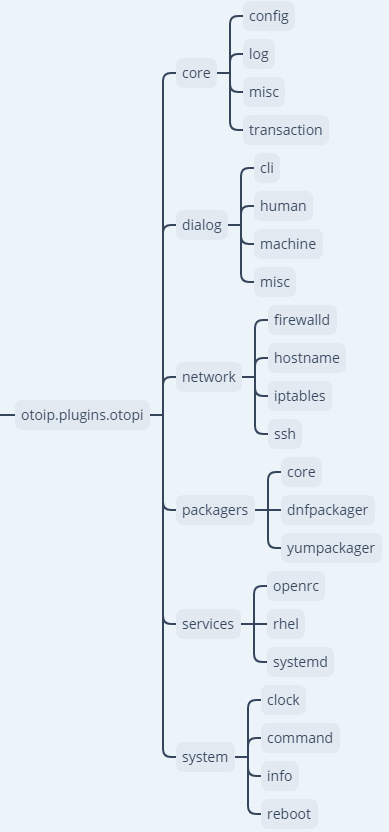 otoip.plugins.otopi
core
config
log
misc
transaction
dialog
cli
human
machine
misc
network
firewalld
hostname
iptables
ssh
packagers
core
dnfpackager
yumpackager
services
openrc
rhel
systemd
system
clock
command
info
reboot